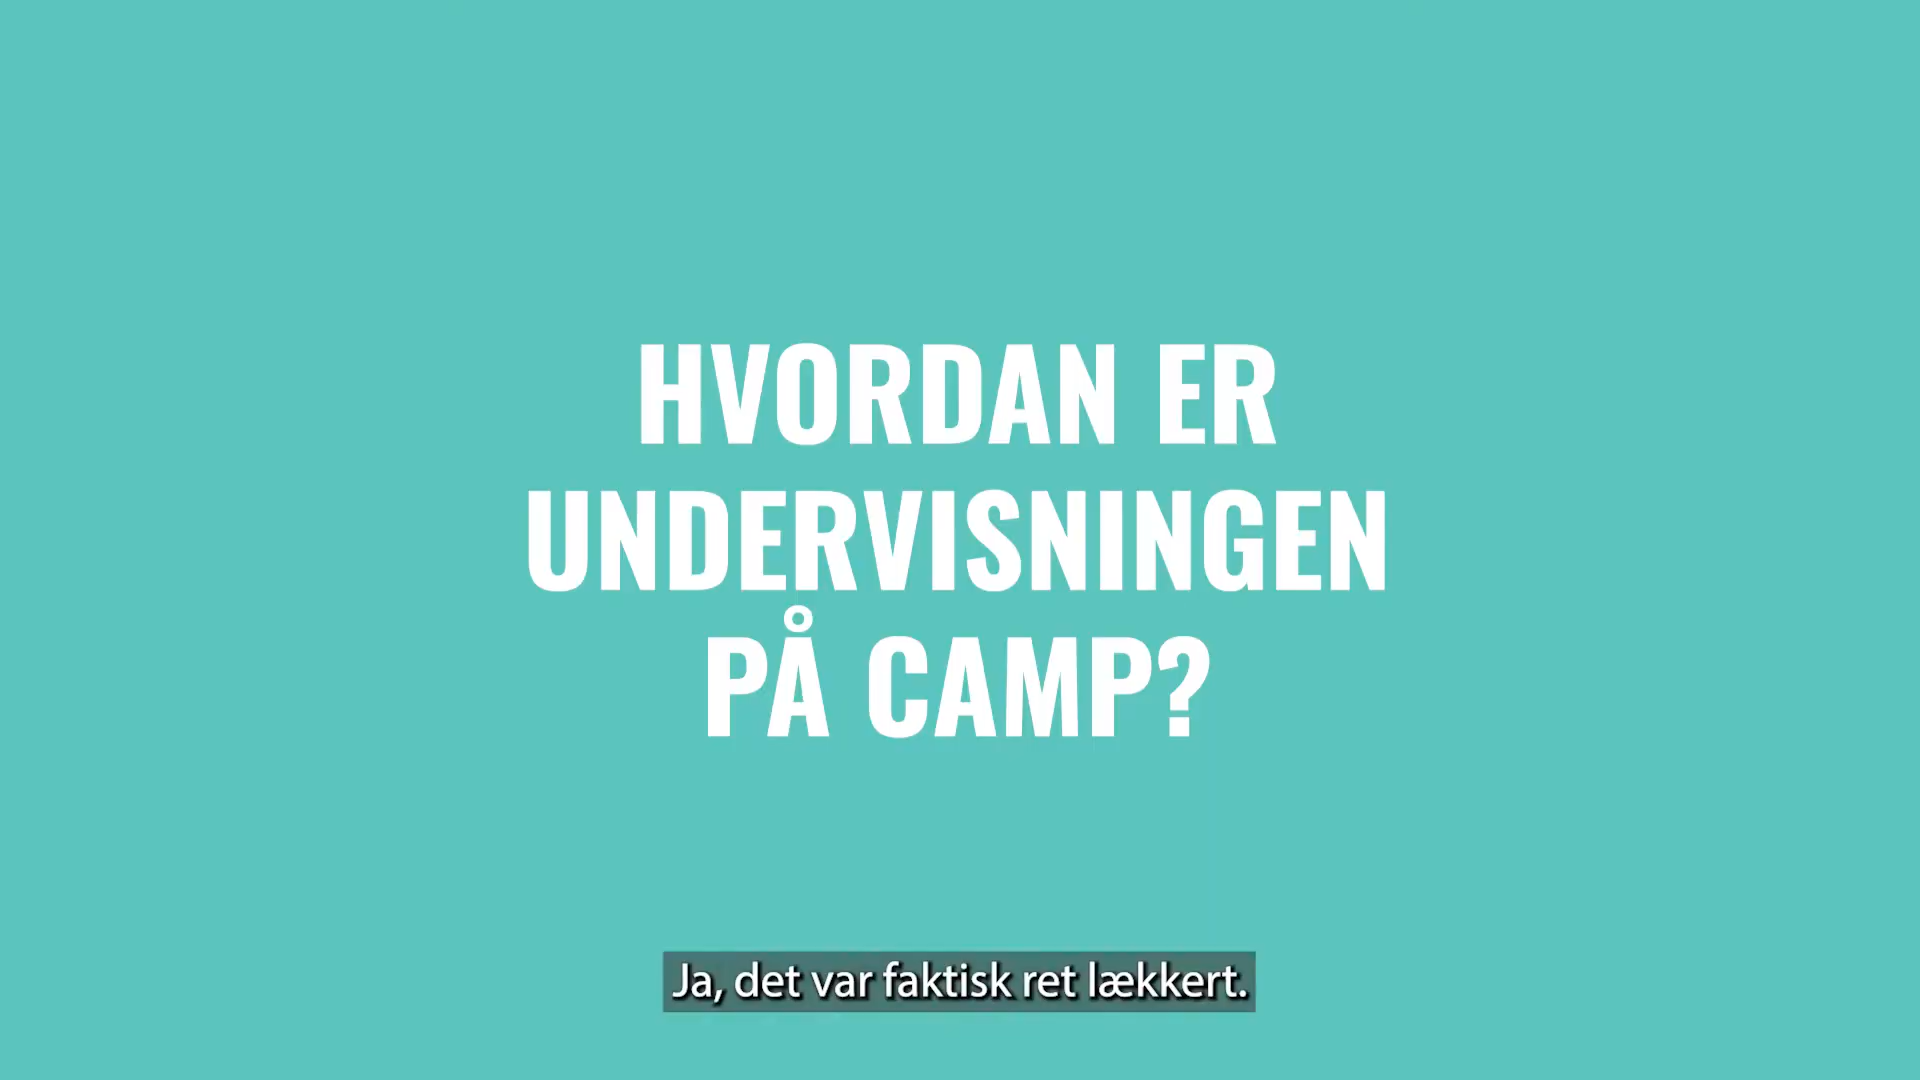 HVORDAN ER
UNDERVISNINGEN
PÅ CAMP?
Ja, det var faktisk ret lækkert.